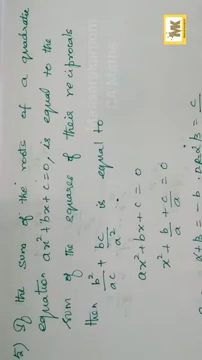 2) If the sum of the roots of a quadratic
equation ax² + bx + c = 0, is equal to the
sum of the squares of their reciprocals
then b²/ac + bc/a² is equal to
ax² + bx + c = 0
x² + b/a + c/a = 0
α + β = -b
MK